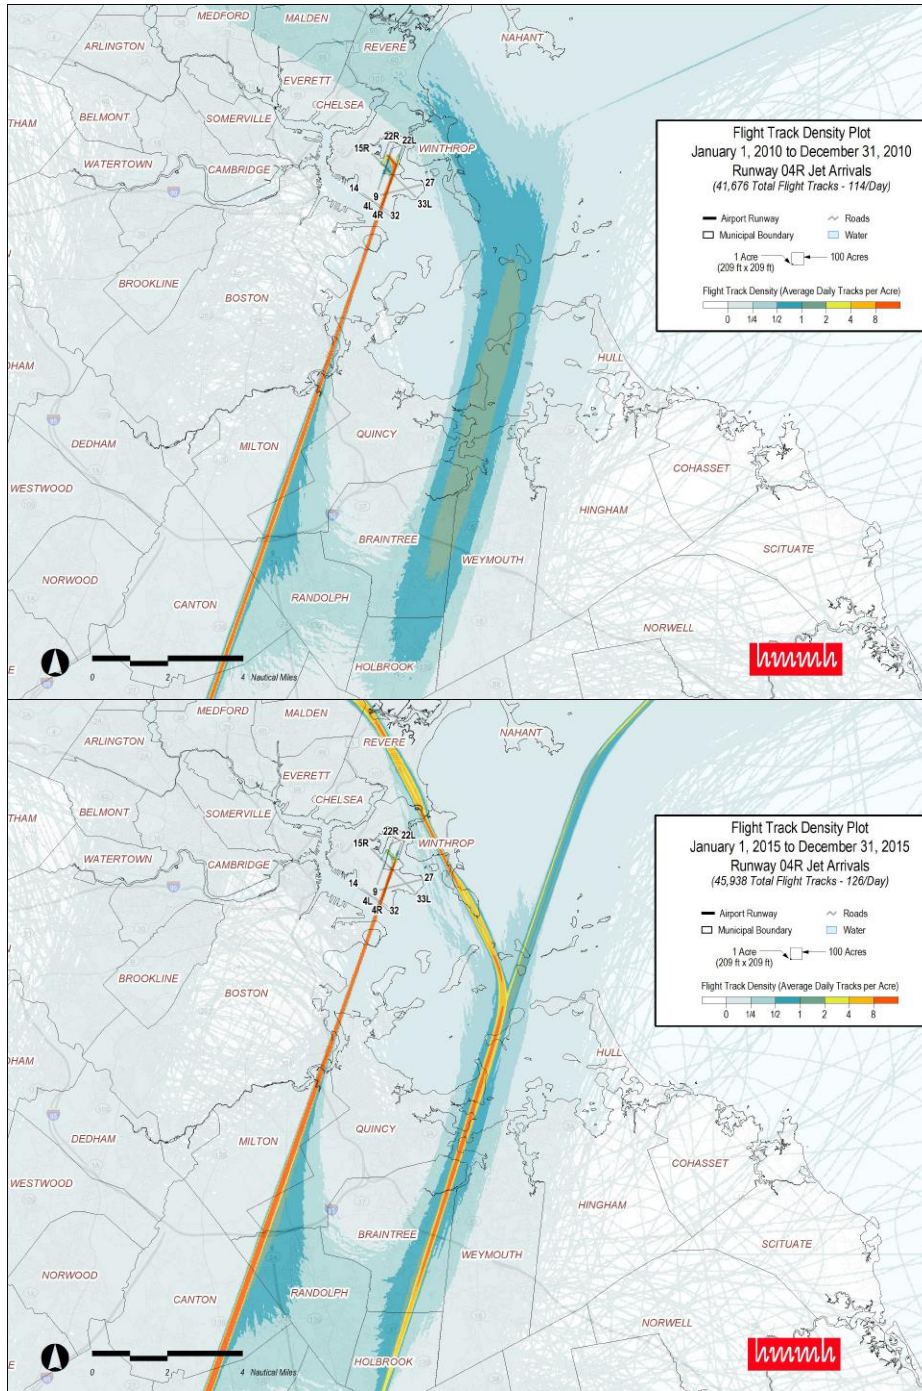 MEDFORD
MALDEN
NAHANT
ARLINGTON
REVERE
EVERETT
CHELSEA
BELMONT
SOMERVILLE
THAM
22R
22L
15R
WINTHROP
WATERTOWN
CAMBRIDGE
14
27
9
4L
33L
4R
32
BROOKLINE
BOSTON
HULL
DHAM
DEDHAM
MILTON
QUINCY
COHASSET
WESTWOOD
HINGHAM
BRAINTREE
WEYMOUTH
SCITUATE
NORWOOD
CANTON
RANDOLPH
NORWELL
HOLBROOK
E
0 2 4 Nautical Miles
Flight Track Density Plot
January 1, 2010 to December 31, 2010
Runway 04R Jet Arrivals
(41,676 Total Flight Tracks - 114/Day)
Airport Runway
Roads
Municipal Boundary
Water
1 Acre
(209 ft x 209 ft)
100 Acres
Flight Track Density (Average Daily Tracks per Acre)
0 1/4 1/2 1 2 4 8
hmmh
MEDFORD
MALDEN
NAHANT
ARLINGTON
REVERE
EVERETT
CHELSEA
BELMONT
SOMERVILLE
THAM
22R
22L
15R
WINTHROP
WATERTOWN
CAMBRIDGE
14
27
9
4L
33L
4R
32
BROOKLINE
BOSTON
HULL
DHAM
DEDHAM
MILTON
QUINCY
COHASSET
WESTWOOD
HINGHAM
BRAINTREE
WEYMOUTH
SCITUATE
NORWOOD
CANTON
RANDOLPH
NORWELL
HOLBROOK
E
0 2 4 Nautical Miles
Flight Track Density Plot
January 1, 2015 to December 31, 2015
Runway 04R Jet Arrivals
(45,938 Total Flight Tracks - 126/Day)
Airport Runway
Roads
Municipal Boundary
Water
1 Acre
(209 ft x 209 ft)
100 Acres
Flight Track Density (Average Daily Tracks per Acre)
0 1/4 1/2 1 2 4 8
hmmh